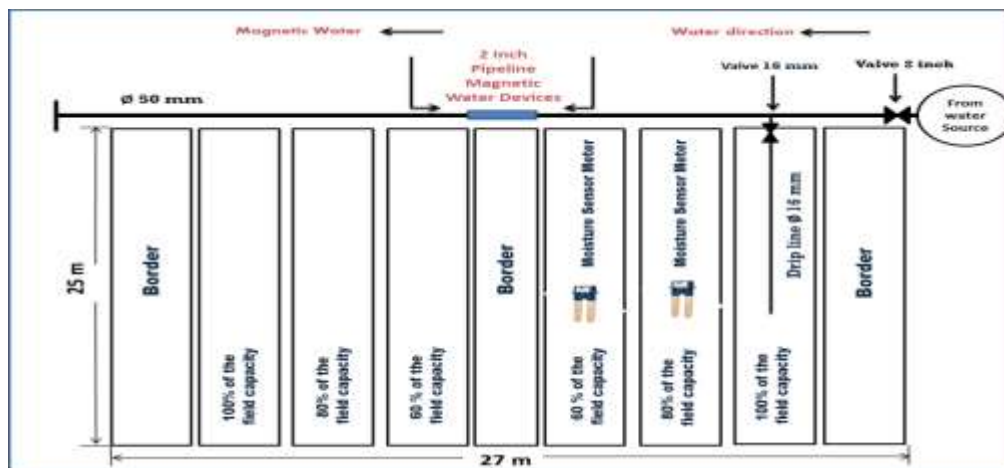 Magnetic Water
Water direction
2 Inch
Pipeline
Magnetic
Water Devices
Valve 16 mm
Valve 2 inch
Ø 50 mm
From
water
Source
25 m
Border
100% of the
field capacity
80% of the
field capacity
60 % of the
field capacity
Border
Moisture Sensor Meter
60 % of the
field capacity
Moisture Sensor Meter
80% of the
field capacity
Drip line Ø 16 mm
100% of the
field capacity
Border
27 m